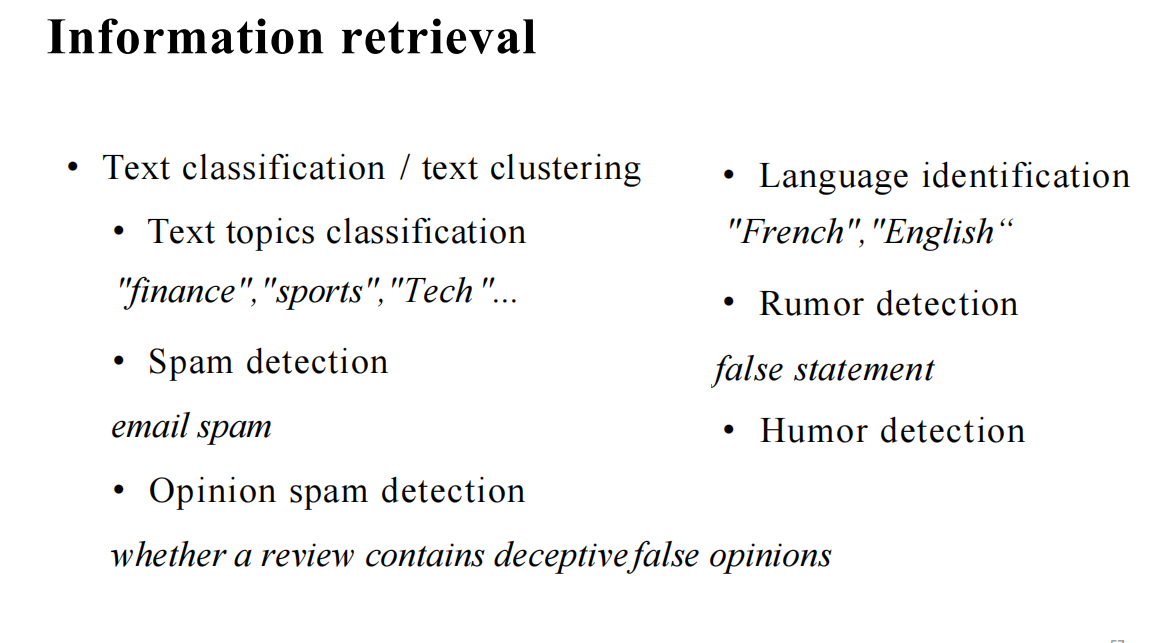 Information retrieval
• Text classification / text clustering
• Text topics classification
"finance","sports","Tech "...
• Spam detection
email spam
• Opinion spam detection
whether a review contains deceptive false opinions
• Language identification
"French","English“
• Rumor detection
false statement
• Humor detection